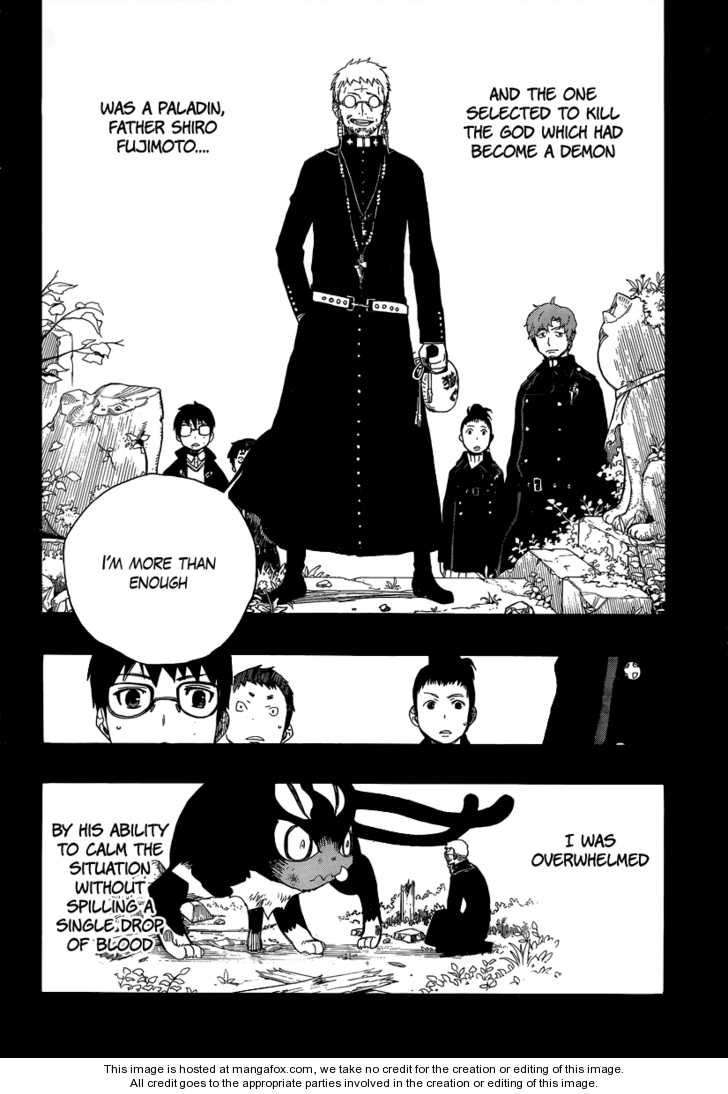 AND THE ONE
SELECTED TO KILL
THE GOD WHICH HAD
BECOME A DEMON
WAS A PALADIN,
FATHER SHIRO
FUJIMOTO....
I'M MORE THAN
ENOUGH
I WAS
OVERWHELMED
BY HIS ABILITY
TO CALM THE
SITUATION
WITHOUT
SPILLING A
SINGLE DROP
OF BLOOD
This image is hosted at mangafox.com, we take no credit for the creation or editing of this image.
All credit goes to the appropriate parties involved in the creation or editing of this image.